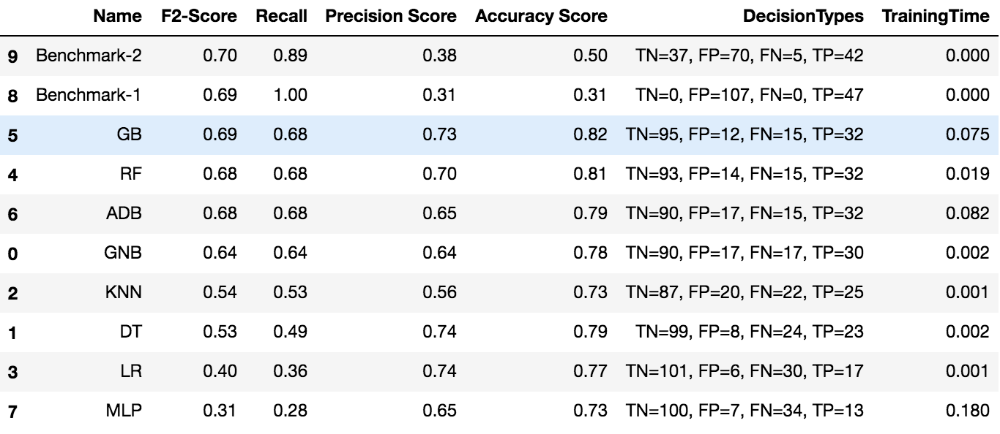 Name F2-Score Recall Precision Score Accuracy Score DecisionTypes TrainingTime
9 Benchmark-2 0.70 0.89 0.38 0.50 TN=37, FP=70, FN=5, TP=42 0.000
8 Benchmark-1 0.69 1.00 0.31 0.31 TN=0, FP=107, FN=0, TP=47 0.000
5 GB 0.69 0.68 0.73 0.82 TN=95, FP=12, FN=15, TP=32 0.075
4 RF 0.68 0.68 0.70 0.81 TN=93, FP=14, FN=15, TP=32 0.019
6 ADB 0.68 0.68 0.65 0.79 TN=90, FP=17, FN=15, TP=32 0.082
0 GNB 0.64 0.64 0.64 0.78 TN=90, FP=17, FN=17, TP=30 0.002
2 KNN 0.54 0.53 0.56 0.73 TN=87, FP=20, FN=22, TP=25 0.001
1 DT 0.53 0.49 0.74 0.79 TN=99, FP=8, FN=24, TP=23 0.002
3 LR 0.40 0.36 0.74 0.77 TN=101, FP=6, FN=30, TP=17 0.001
7 MLP 0.31 0.28 0.65 0.73 TN=100, FP=7, FN=34, TP=13 0.180